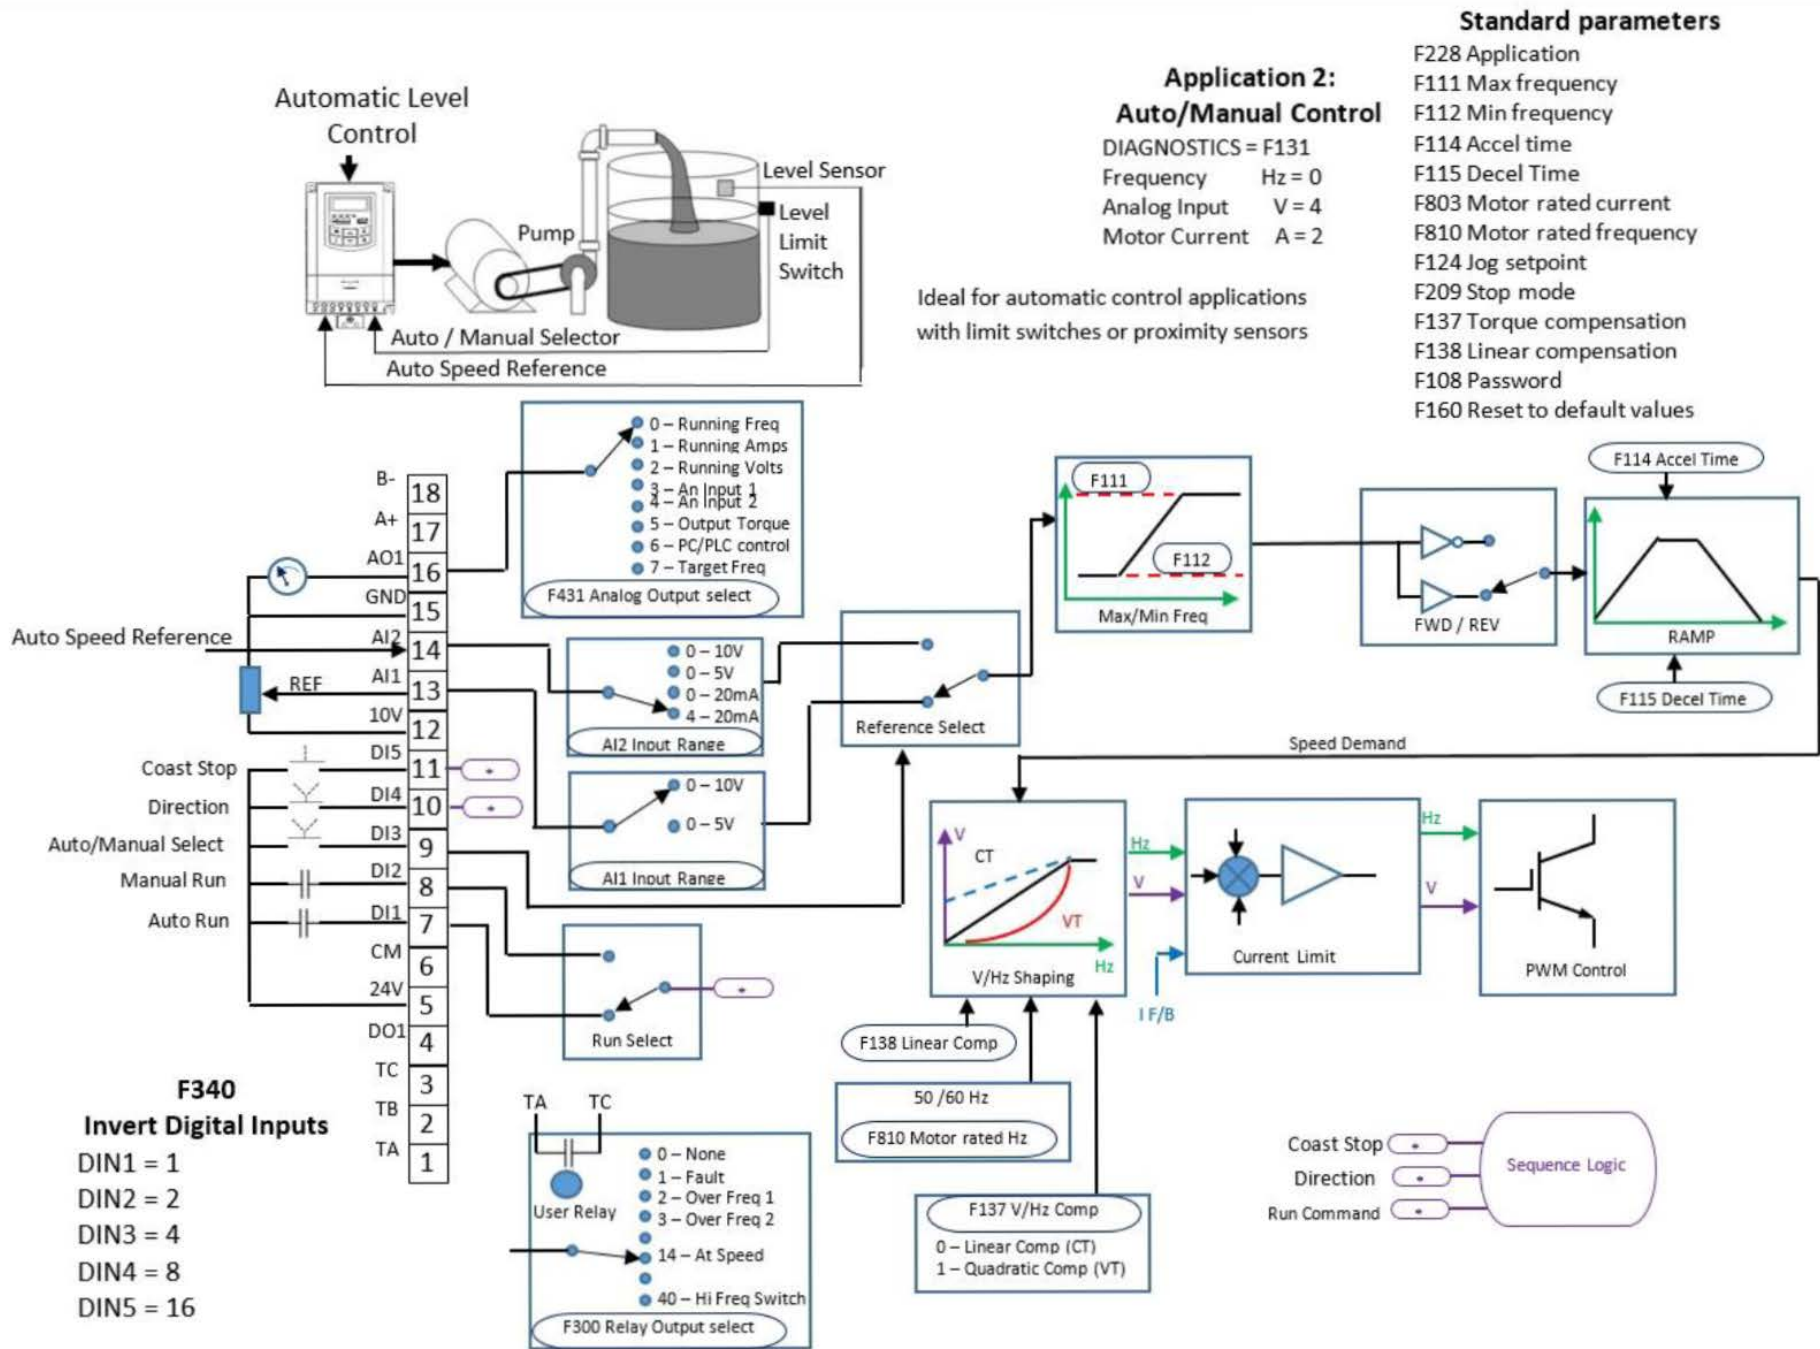 Standard parameters
F228 Application
F111 Max frequency
F112 Min frequency
F114 Accel time
F115 Decel Time
F803 Motor rated current
F810 Motor rated frequency
F124 Jog setpoint
F209 Stop mode
F137 Torque compensation
F138 Linear compensation
F108 Password
F160 Reset to default values
Application 2:
Auto/Manual Control
DIAGNOSTICS = F131
Frequency Hz = 0
Analog Input V = 4
Motor Current A = 2
Ideal for automatic control applications
with limit switches or proximity sensors
Automatic Level
Control
Level Sensor
Level
Limit
Switch
Pump
Auto / Manual Selector
Auto Speed Reference
0 – Running Freq
1 – Running Amps
2 – Running Volts
3 – An Input 1
4 – An Input 2
5 – Output Torque
6 – PC/PLC control
7 – Target Freq
F431 Analog Output select
B- 18
A+ 17
AO1 16
GND 15
Auto Speed Reference AI2 14
REF AI1 13
10V 12
Coast Stop DI5 11 *
Direction DI4 10 *
Auto/Manual Select DI3 9
Manual Run DI2 8
Auto Run DI1 7
CM 6
24V 5
DO1 4
TC 3
TB 2
TA 1
0 – 10V
0 – 5V
0 – 20mA
4 – 20mA
AI2 Input Range
0 – 10V
0 – 5V
AI1 Input Range
Reference Select
*
Run Select
F111
F112
Max/Min Freq
FWD / REV
F114 Accel Time
RAMP
F115 Decel Time
Speed Demand
V
CT
VT
Hz
V/Hz Shaping
Hz
V
I F/B
Current Limit
Hz
V
PWM Control
F138 Linear Comp
50 /60 Hz
F810 Motor rated Hz
F137 V/Hz Comp
0 – Linear Comp (CT)
1 – Quadratic Comp (VT)
F340
Invert Digital Inputs
DIN1 = 1
DIN2 = 2
DIN3 = 4
DIN4 = 8
DIN5 = 16
TA TC
User Relay
0 – None
1 – Fault
2 – Over Freq 1
3 – Over Freq 2
14 – At Speed
40 – Hi Freq Switch
F300 Relay Output select
Coast Stop *
Direction *
Run Command *
Sequence Logic